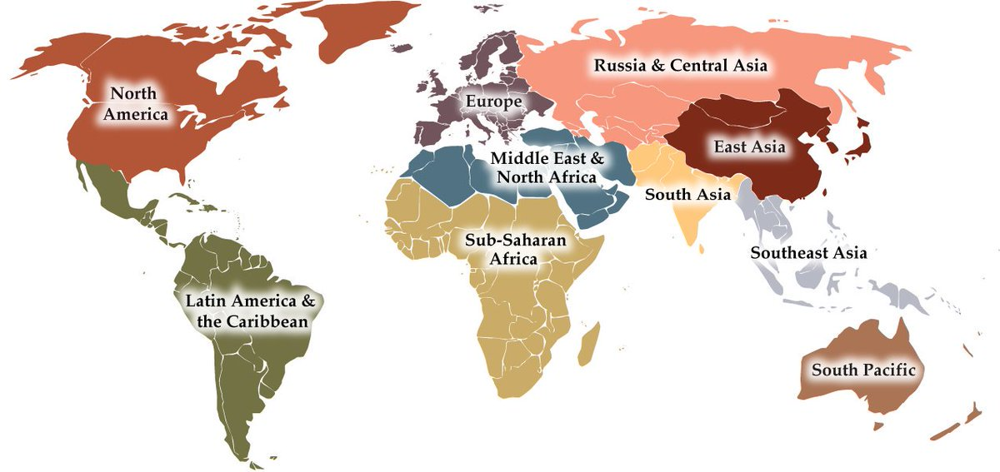 North
America
Europe
Russia & Central Asia
East Asia
Middle East &
North Africa
South Asia
Sub-Saharan
Africa
Southeast Asia
Latin America &
the Caribbean
South Pacific